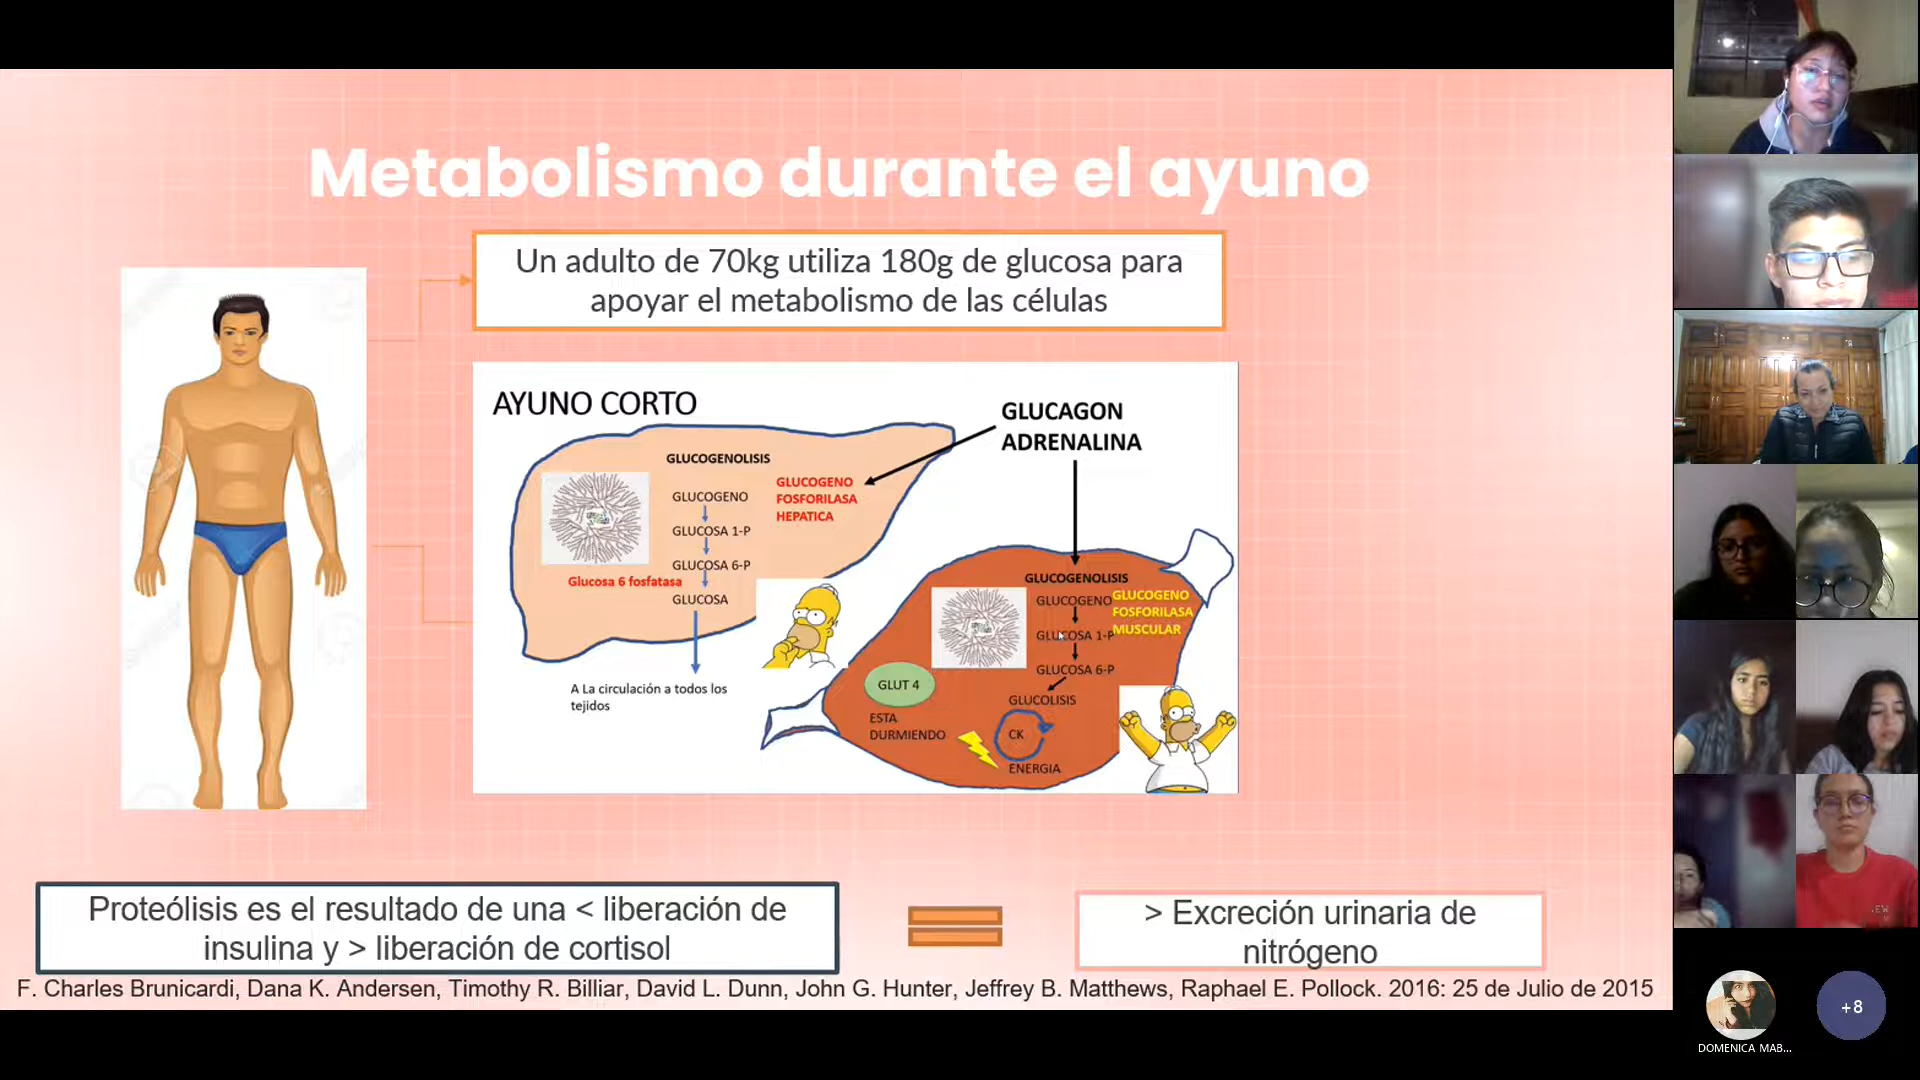 Metabolismo durante el ayuno
Un adulto de 70kg utiliza 180g de glucosa para
apoyar el metabolismo de las células
AYUNO CORTO
GLUCAGON
ADRENALINA
GLUCOGENOLISIS
GLUCOGENO
GLUCOSA 1-P
GLUCOSA 6-P
GLUCOSA
GLUCOGENO
FOSFORILASA
HEPATICA
Glucosa 6 fosfatasa
A La circulación a todos los
tejidos
GLUCOGENOLISIS
GLUCOGENO
GLUCOSA 1-P
GLUCOSA 6-P
GLUCOLISIS
GLUCOGENO
FOSFORILASA
MUSCULAR
GLUT 4
ESTA
DURMIENDO
CK
ENERGIA
Proteólisis es el resultado de una < liberación de
insulina y > liberación de cortisol
> Excreción urinaria de
nitrógeno
F. Charles Brunicardi, Dana K. Andersen, Timothy R. Billiar, David L. Dunn, John G. Hunter, Jeffrey B. Matthews, Raphael E. Pollock. 2016: 25 de Julio de 2015
DOMENICA MAB...
+8